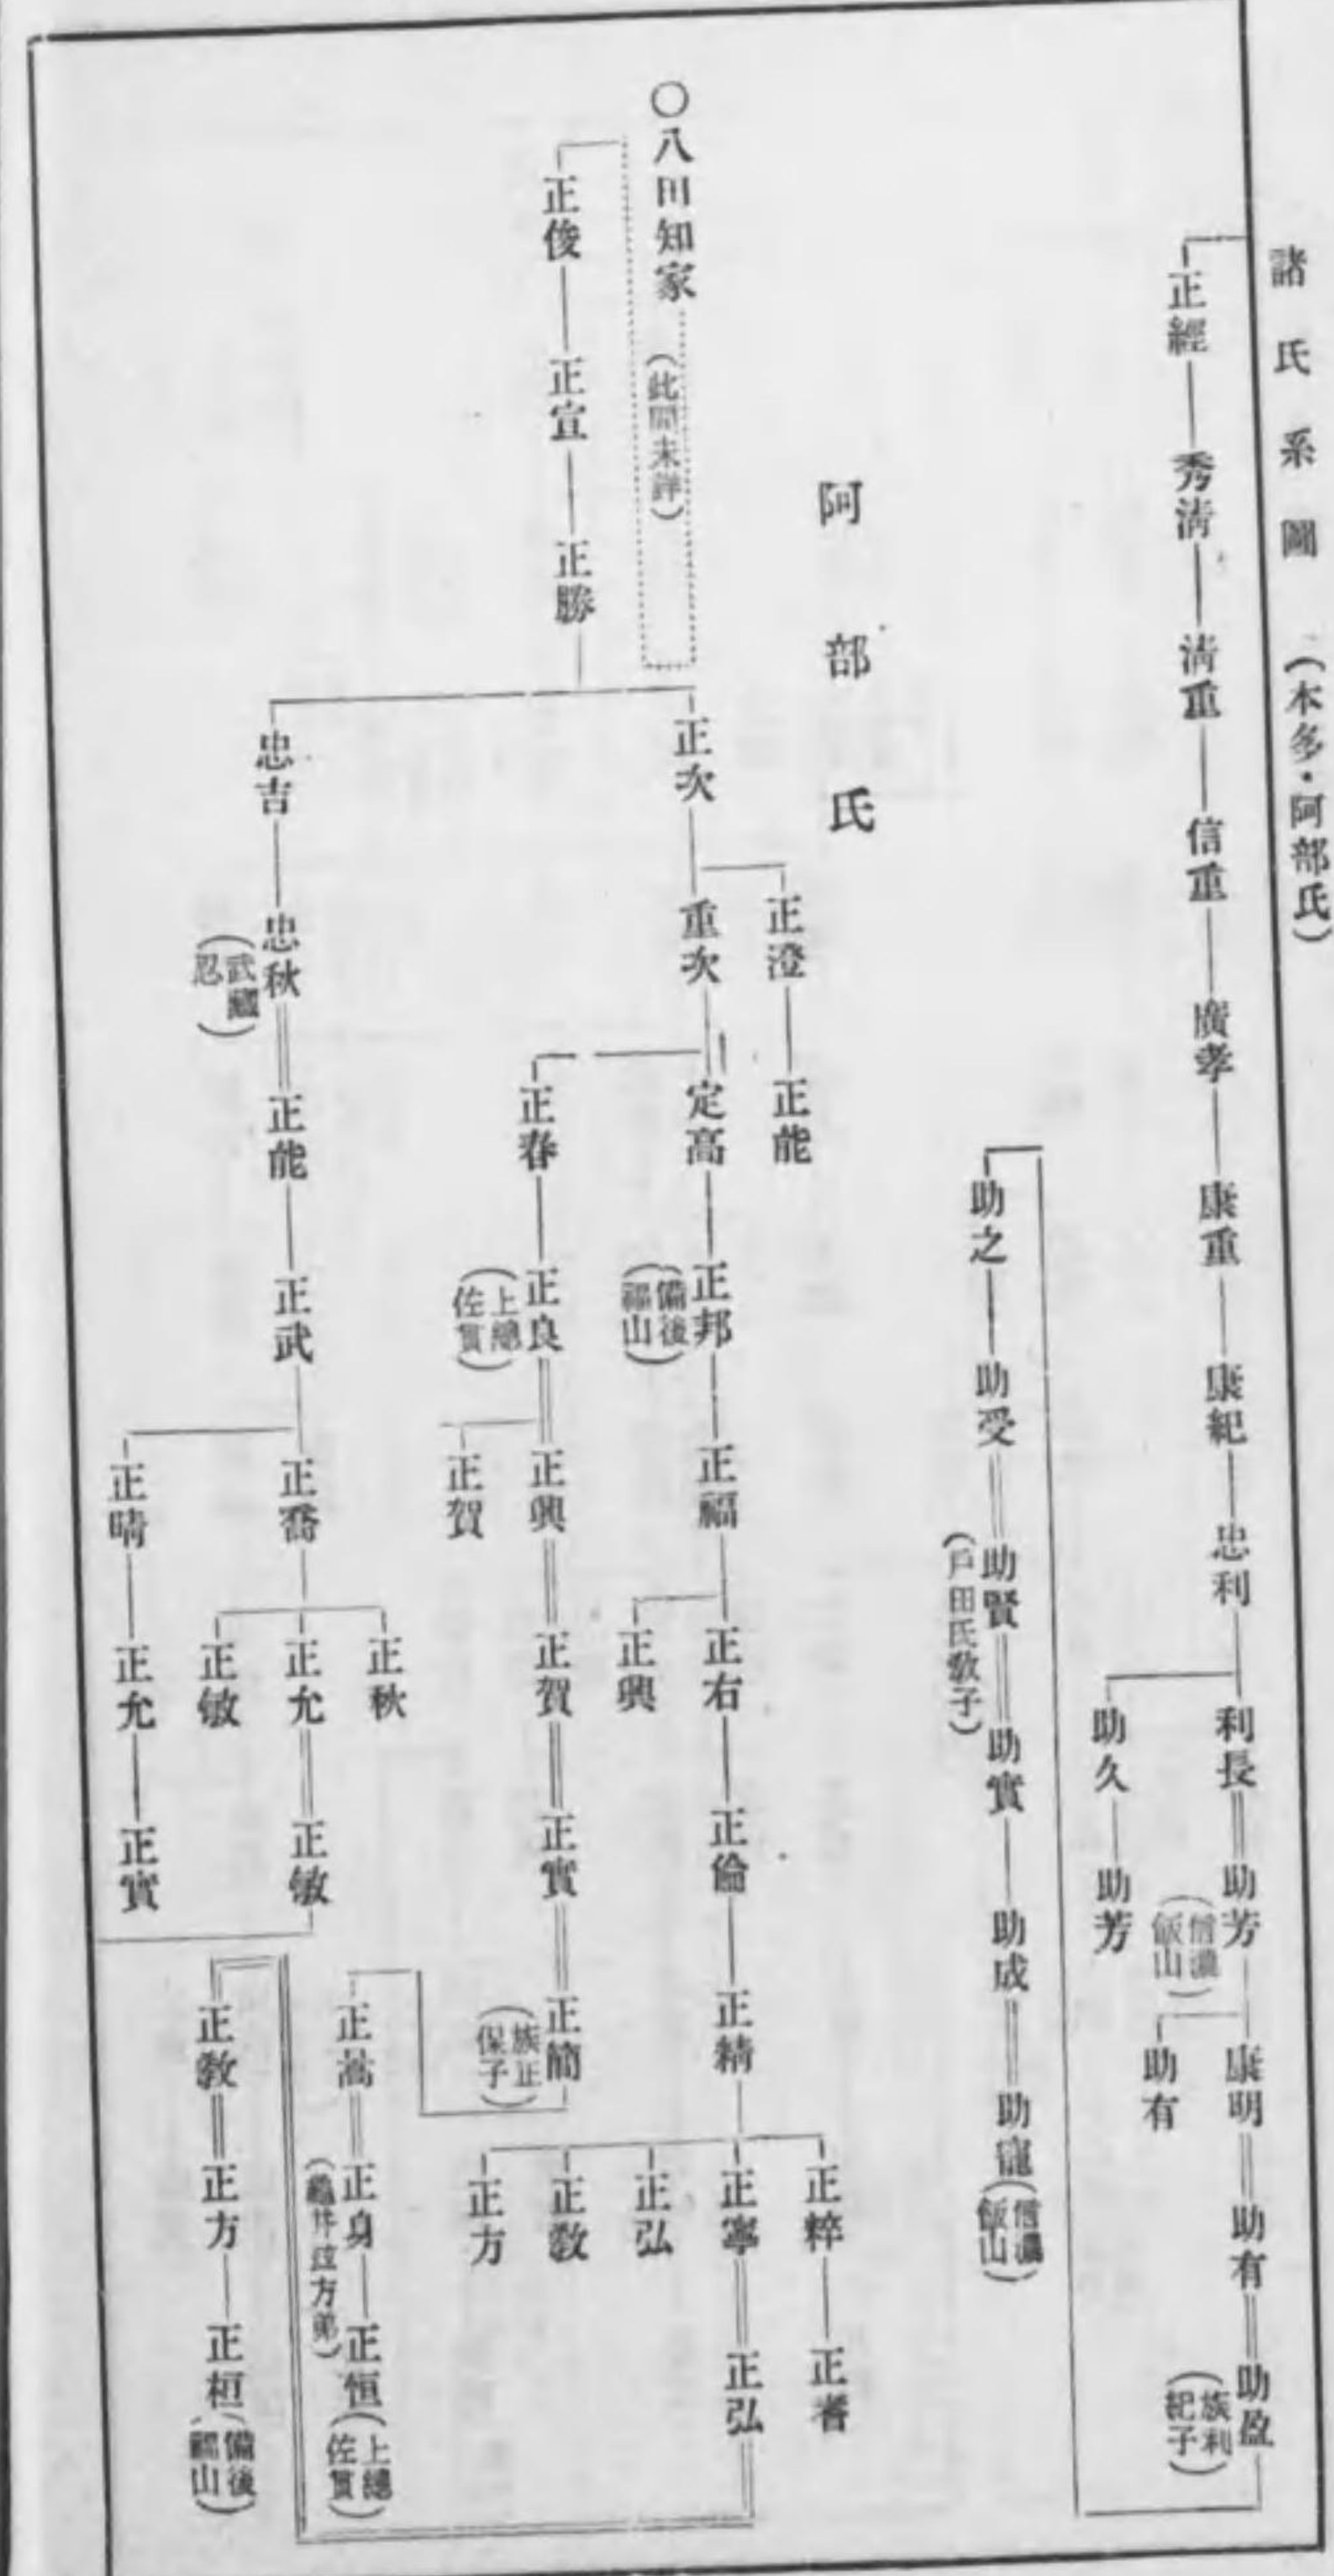 諸氏系圖 (本多・阿部氏)
正經 秀淸 淸重 信重 廣孝 康重 康紀 忠利 利長 助芳 康明 助有 助盈
(信濃飯山)
(族利紀子)
助久 助芳
助有
助之 助受 助賢 助實 助成 助寵 (信濃飯山)
(戶田氏敎子)
阿部氏
○八田知家 (此間未詳)
正俊 正宣 正勝
正澄 正能
正次 重次 定高 正邦 正福 正右 正倫 正精
(備後福山)
正興
正粹 正耆
正寧 正弘
正弘
正敎
正方
正春 正良 正興 正賀 正實 正簡
(上總佐貫)
(族正保子)
正賀
正身 正恒 (上總佐貫)
忠吉 忠秋 正能 正武 正喬
(武藏忍)
正秋
正允 正敏
正敏
正晴 正允 正實
正敎 正方 正桓 (備後福山)